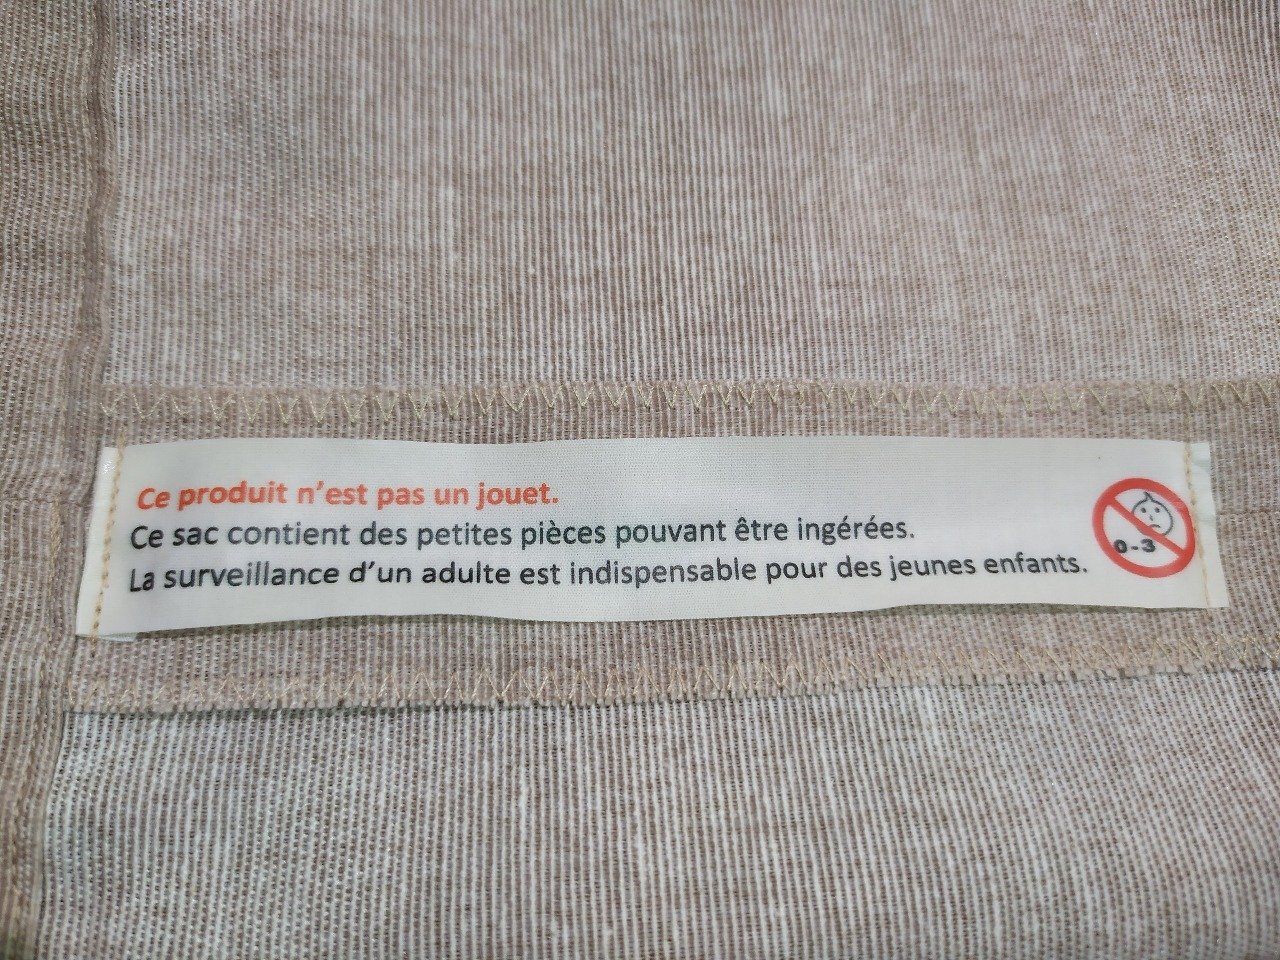 Ce produit n'est pas un jouet.
Ce sac contient des petites pièces pouvant être ingérées.
La surveillance d'un adulte est indispensable pour des jeunes enfants.
0-3